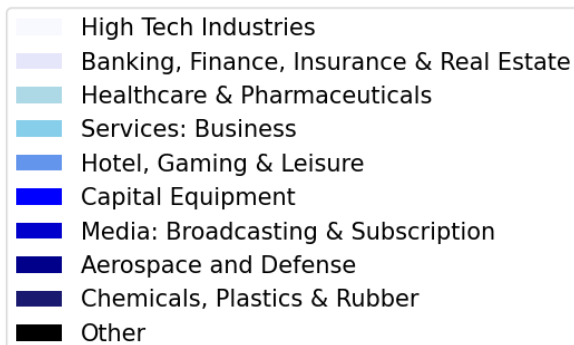 High Tech Industries
Banking, Finance, Insurance & Real Estate
Healthcare & Pharmaceuticals
Services: Business
Hotel, Gaming & Leisure
Capital Equipment
Media: Broadcasting & Subscription
Aerospace and Defense
Chemicals, Plastics & Rubber
Other